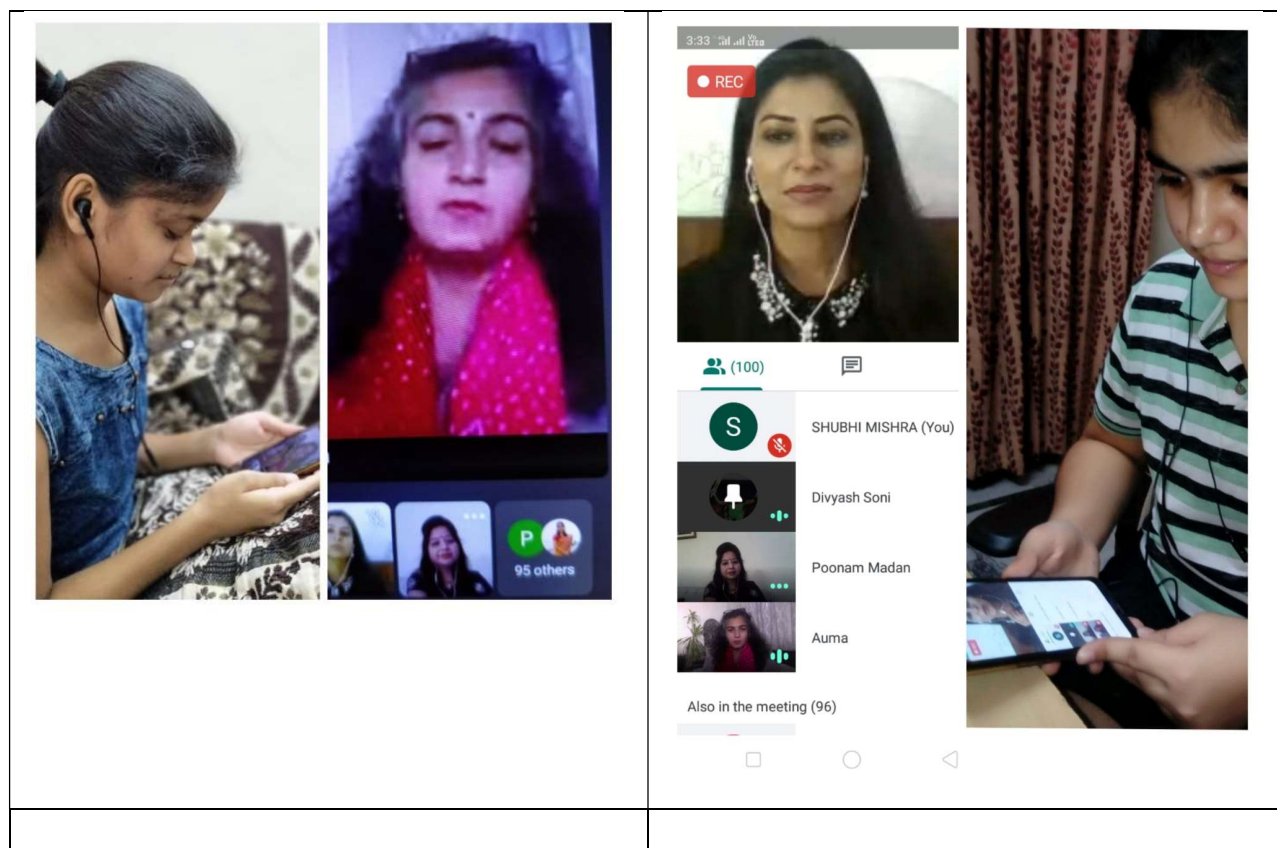 P
95 others
3:33
REC
(100)
S
SHUBHI MISHRA (You)
Divyash Soni
Poonam Madan
Auma
Also in the meeting (96)